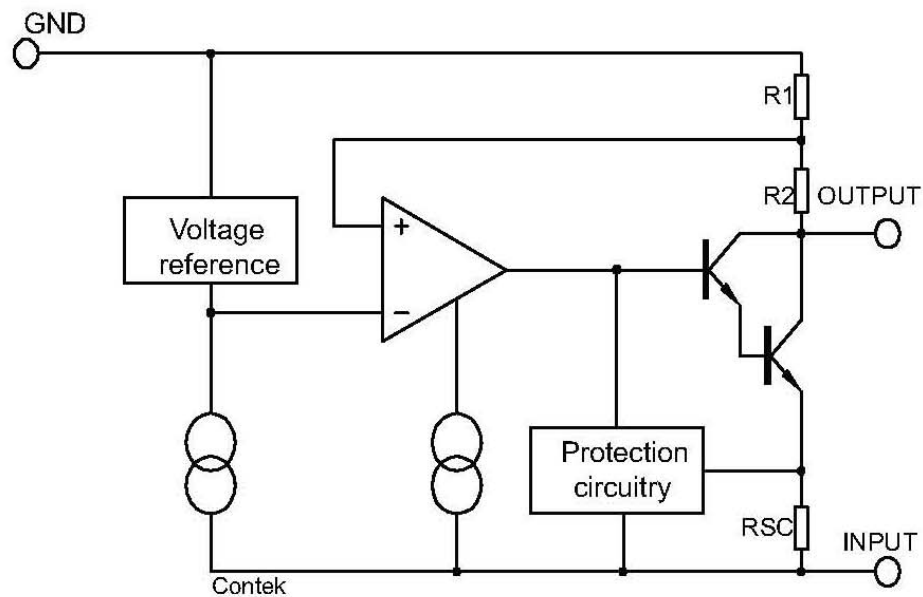 GND
R1
R2
OUTPUT
Voltage
reference
+
−
Protection
circuitry
RSC
INPUT
Contek